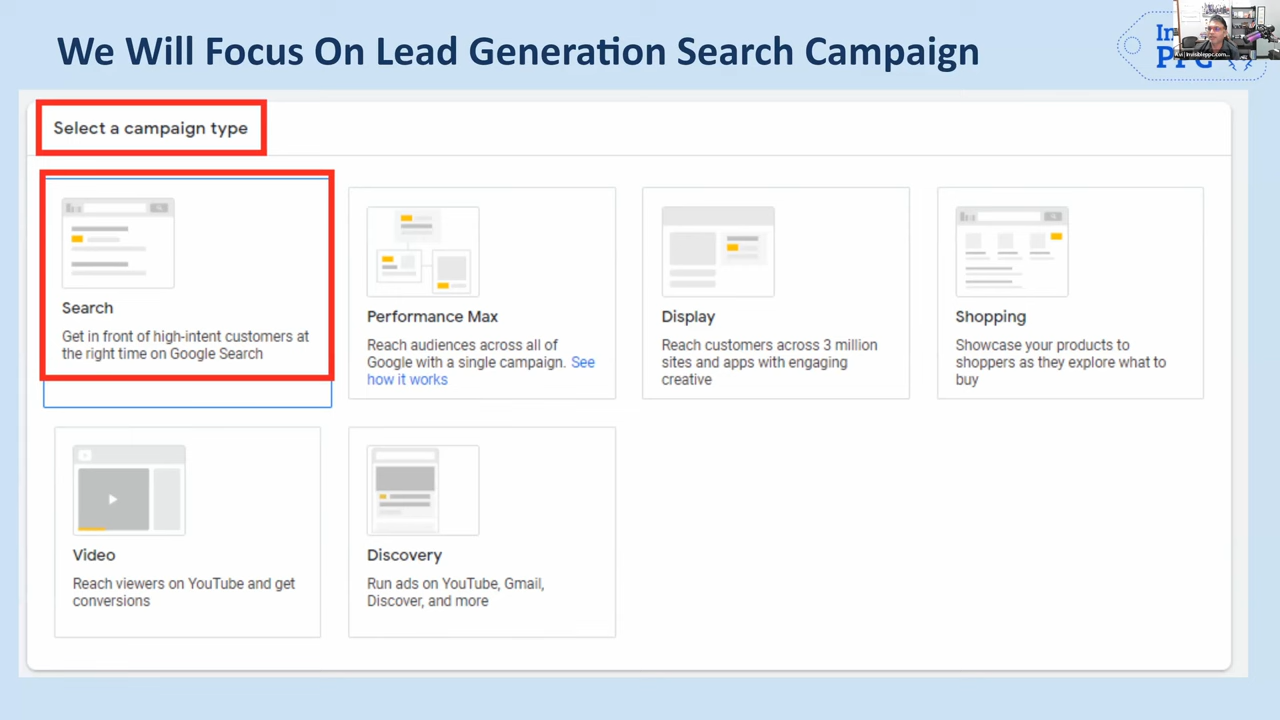 We Will Focus On Lead Generation Search Campaign
Select a campaign type
Search
Get in front of high-intent customers at
the right time on Google Search
Performance Max
Reach audiences across all of
Google with a single campaign. See
how it works
Display
Reach customers across 3 million
sites and apps with engaging
creative
Shopping
Showcase your products to
shoppers as they explore what to
buy
Video
Reach viewers on YouTube and get
conversions
Discovery
Run ads on YouTube, Gmail,
Discover, and more